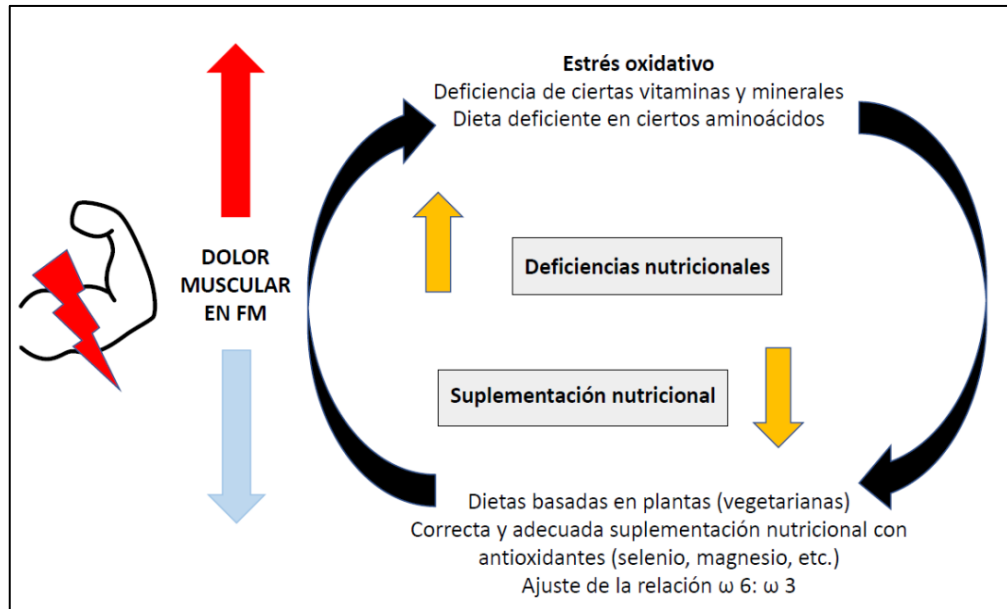 Estrés oxidativo
Deficiencia de ciertas vitaminas y minerales
Dieta deficiente en ciertos aminoácidos
DOLOR
MUSCULAR
EN FM
Deficiencias nutricionales
Suplementación nutricional
Dietas basadas en plantas (vegetarianas)
Correcta y adecuada suplementación nutricional con
antioxidantes (selenio, magnesio, etc.)
Ajuste de la relación ω 6: ω 3